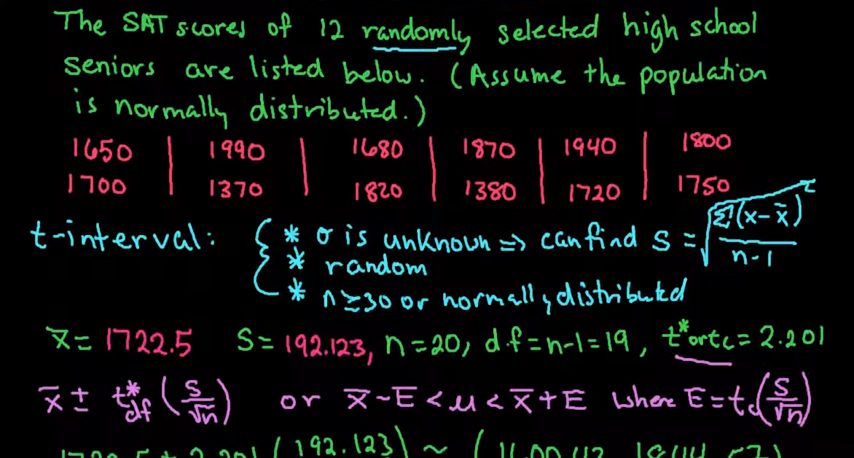 The SAT scores of 12 randomly selected high school
seniors are listed below. (Assume the population
is normally distributed.)
1650 | 1990 | 1680 | 1870 | 1940 | 1800
1700 | 1370 | 1820 | 1380 | 1720 | 1750
t-interval: { * σ is unknown => can find S = √(Σ(x-x̄)²/(n-1))
* random
* n≥30 or normally distributed
x̄ = 1722.5 S = 192.123, n=20, d.f=n-1=19, t* or tc = 2.201
x̄ ± t*df (S/√n) or x̄-E < μ < x̄+E where E = tc(S/√n)
192.123